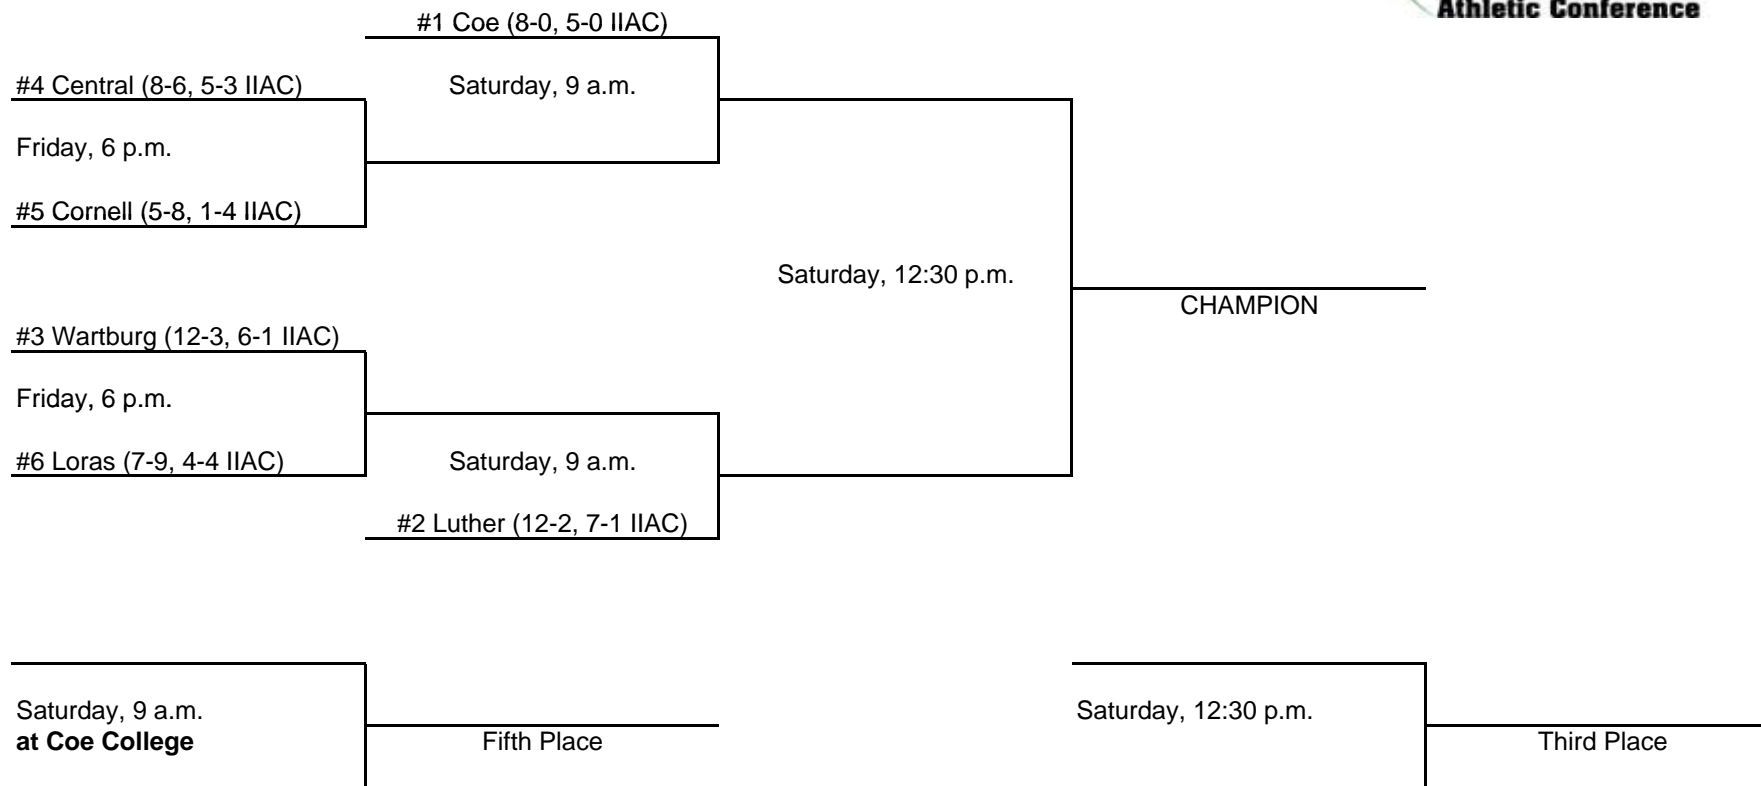 Athletic Conference
#1 Coe (8-0, 5-0 IIAC)
#4 Central (8-6, 5-3 IIAC)
Saturday, 9 a.m.
Friday, 6 p.m.
#5 Cornell (5-8, 1-4 IIAC)
Saturday, 12:30 p.m.
CHAMPION
#3 Wartburg (12-3, 6-1 IIAC)
Friday, 6 p.m.
#6 Loras (7-9, 4-4 IIAC)
Saturday, 9 a.m.
#2 Luther (12-2, 7-1 IIAC)
Saturday, 9 a.m.
at Coe College
Fifth Place
Saturday, 12:30 p.m.
Third Place